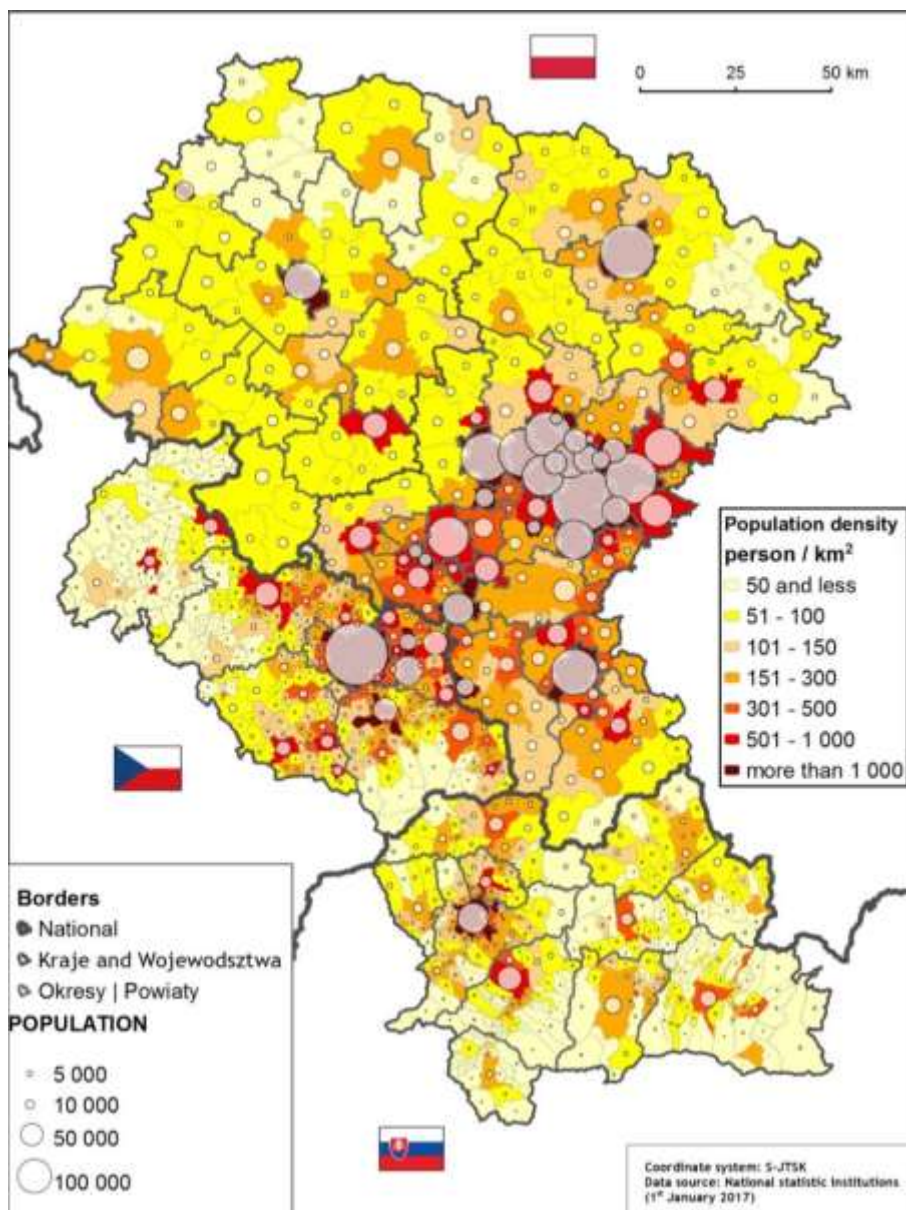 0 25 50 km
Population density
person / km²
50 and less
51 - 100
101 - 150
151 - 300
301 - 500
501 - 1 000
more than 1 000
Borders
National
Kraje and Wojewodsztwa
Okresy | Powiaty
POPULATION
5 000
10 000
50 000
100 000
Coordinate system: S-JTSK
Data source: National statistic institutions
(1st January 2017)